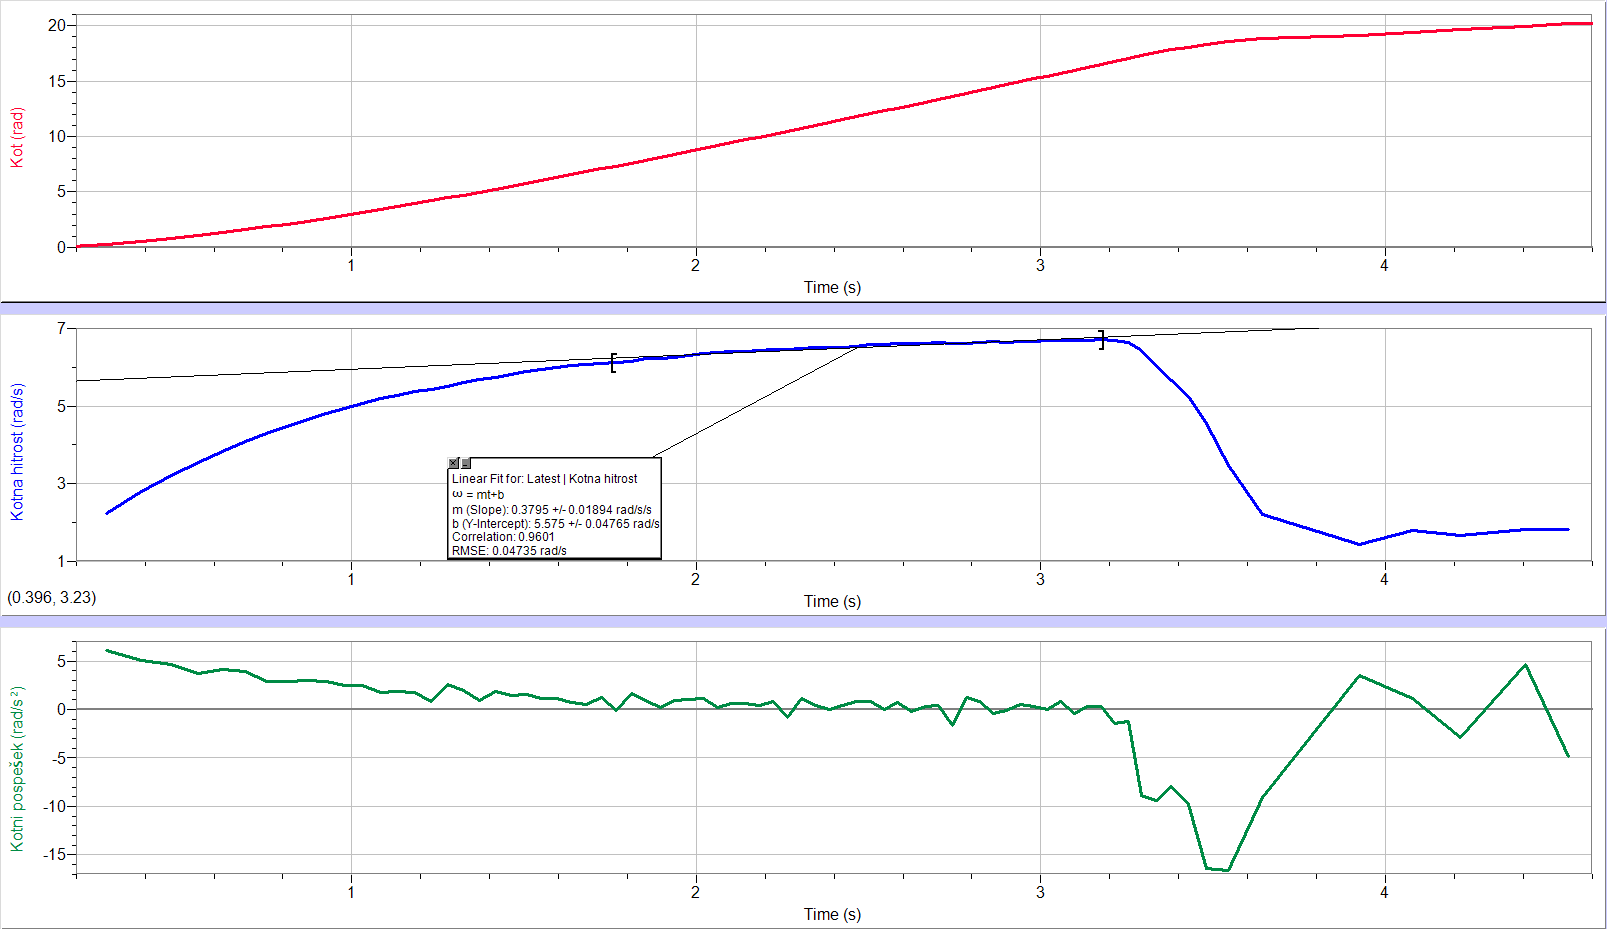 20
15
10
5
0
Kot (rad)
1
2
3
4
Time (s)
7
5
3
1
Kotna hitrost (rad/s)
Linear Fit for: Latest | Kotna hitrost
ω = mt+b
m (Slope): 0.3795 +/- 0.01894 rad/s/s
b (Y-Intercept): 5.575 +/- 0.04765 rad/s
Correlation: 0.9601
RMSE: 0.04735 rad/s
1
2
3
4
(0.396, 3.23)
Time (s)
5
0
-5
-10
-15
Kotni pospešek (rad/s²)
1
2
3
4
Time (s)